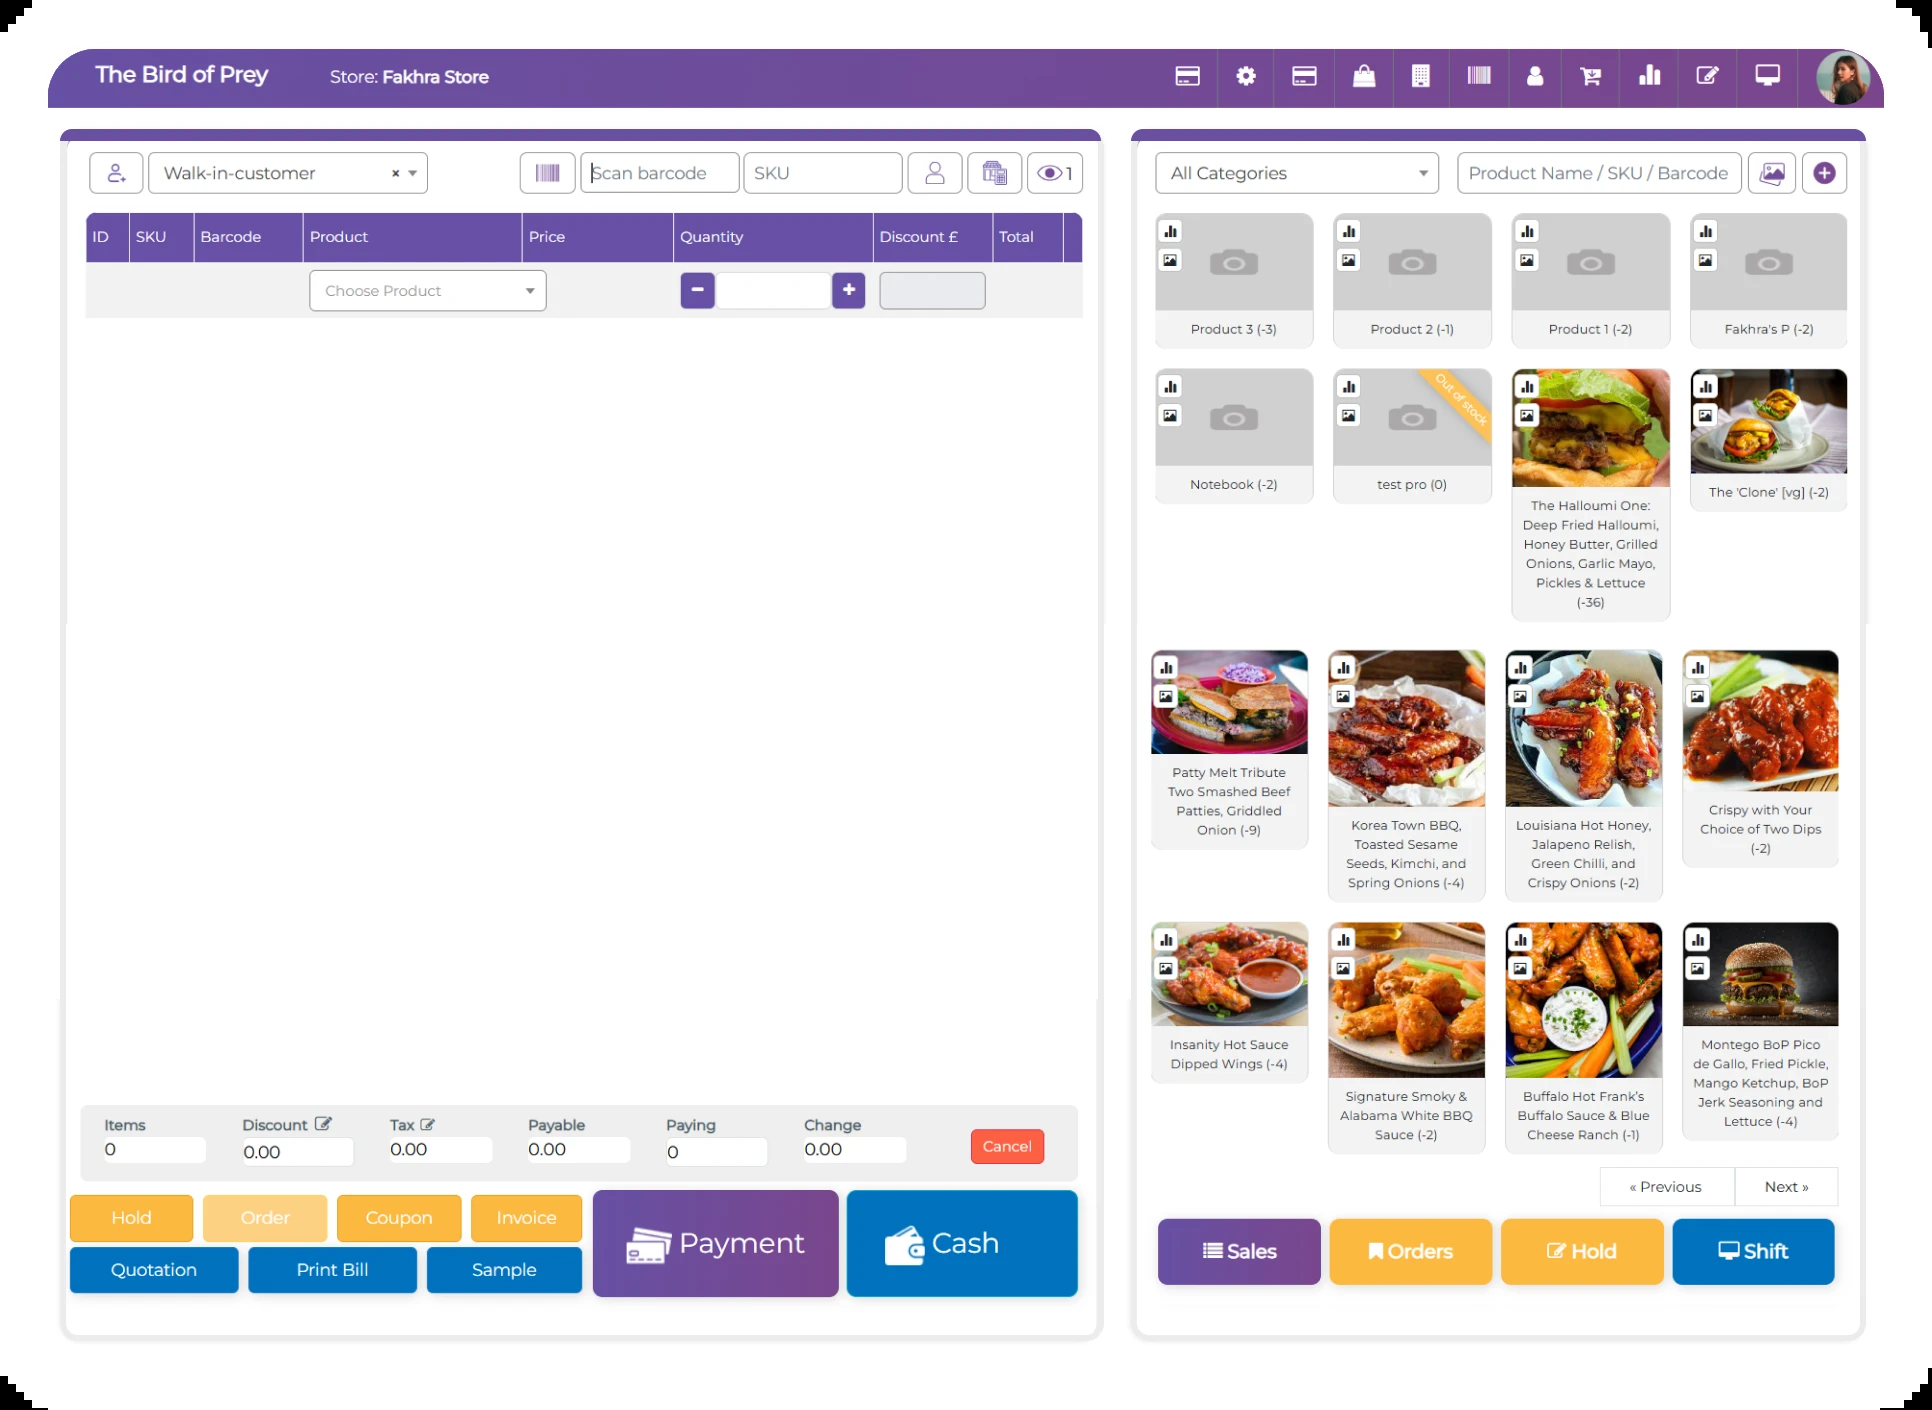 The Bird of Prey
Store: Fakhra Store
Walk-in-customer × 
Scan barcode
SKU
1
ID SKU Barcode Product Price Quantity Discount £ Total
Choose Product
− +
Items Discount Tax Payable Paying Change
0 0.00 0.00 0.00 0 0.00
Cancel
Hold Order Coupon Invoice
Quotation Print Bill Sample
Payment
Cash
All Categories
Product Name / SKU / Barcode
Product 3 (-3)
Product 2 (-1)
Product 1 (-2)
Fakhra's P (-2)
Notebook (-2)
Out of stock
test pro (0)
The Halloumi One:
Deep Fried Halloumi,
Honey Butter, Grilled
Onions, Garlic Mayo,
Pickles & Lettuce
(-36)
The 'Clone' [vg] (-2)
Patty Melt Tribute
Two Smashed Beef
Patties, Griddled
Onion (-9)
Korea Town BBQ,
Toasted Sesame
Seeds, Kimchi, and
Spring Onions (-4)
Louisiana Hot Honey,
Jalapeno Relish,
Green Chilli, and
Crispy Onions (-2)
Crispy with Your
Choice of Two Dips
(-2)
Insanity Hot Sauce
Dipped Wings (-4)
Signature Smoky &
Alabama White BBQ
Sauce (-2)
Buffalo Hot Frank’s
Buffalo Sauce & Blue
Cheese Ranch (-1)
Montego BoP Pico
de Gallo, Fried Pickle,
Mango Ketchup, BoP
Jerk Seasoning and
Lettuce (-4)
« Previous Next »
Sales Orders Hold Shift